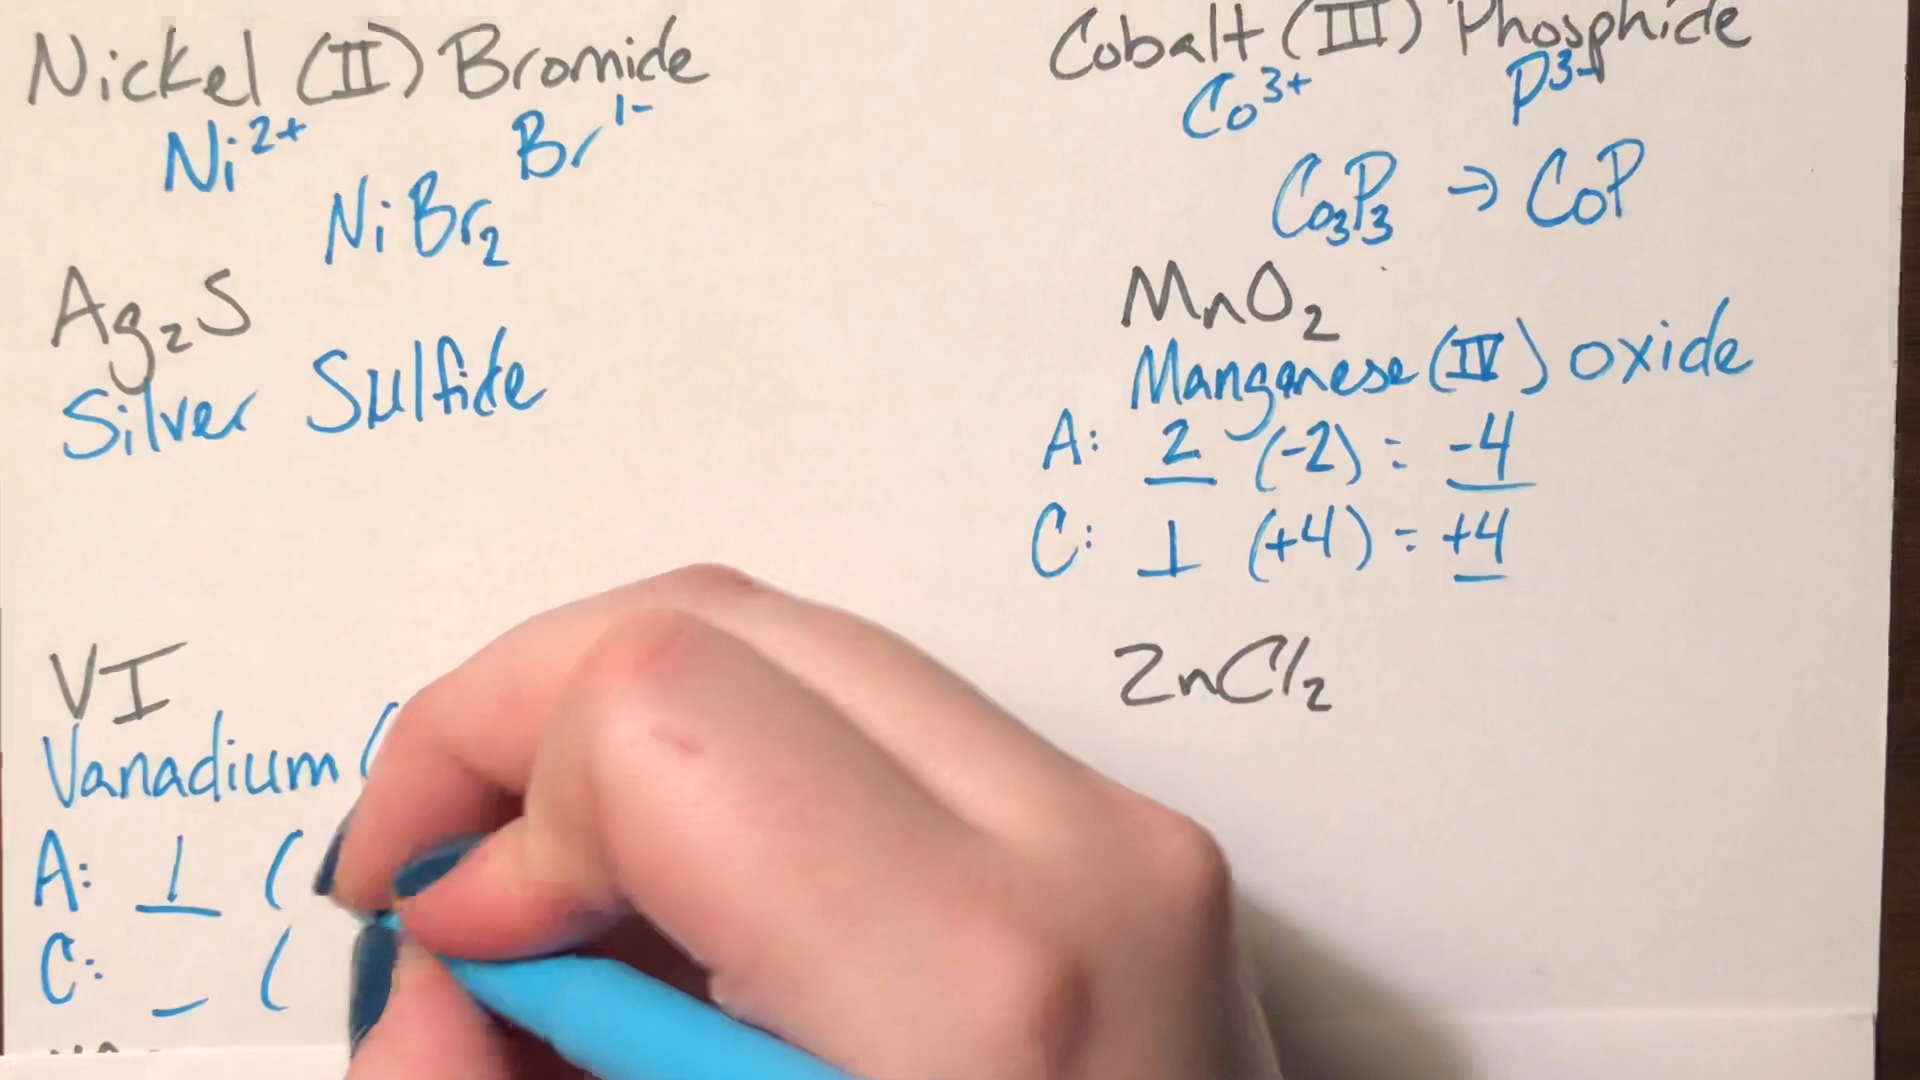 Nickel (II) Bromide
Ni²⁺ Br¹⁻
NiBr₂
Ag₂S
Silver Sulfide
VI
Vanadium (
A: 1 (
C: _ (
Cobalt (III) Phosphide
Co³⁺ P³⁻
Co₃P₃ → CoP
MnO₂
Manganese (IV) oxide
A: 2 (-2) = -4
C: 1 (+4) = +4
ZnCl₂